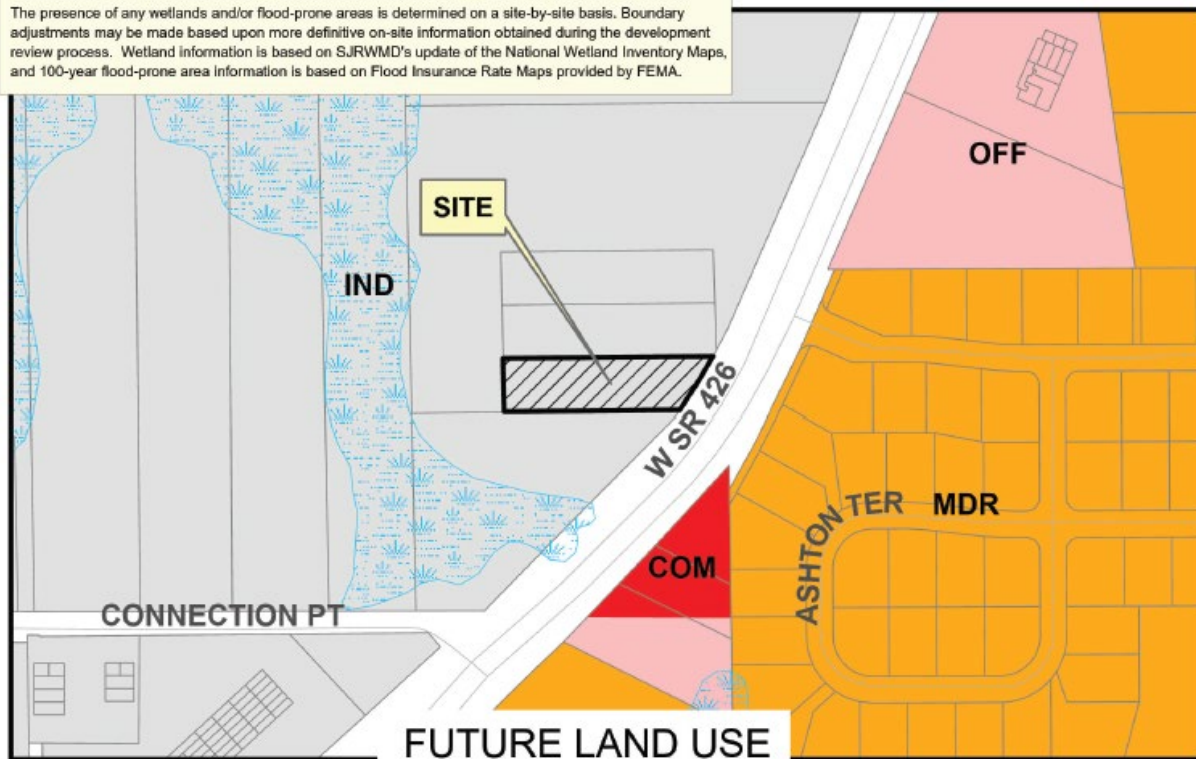 The presence of any wetlands and/or flood-prone areas is determined on a site-by-site basis. Boundary
adjustments may be made based upon more definitive on-site information obtained during the development
review process. Wetland information is based on SJRWMD's update of the National Wetland Inventory Maps,
and 100-year flood-prone area information is based on Flood Insurance Rate Maps provided by FEMA.
OFF
SITE
IND
W SR 426
ASHTON TER
MDR
COM
CONNECTION PT
FUTURE LAND USE